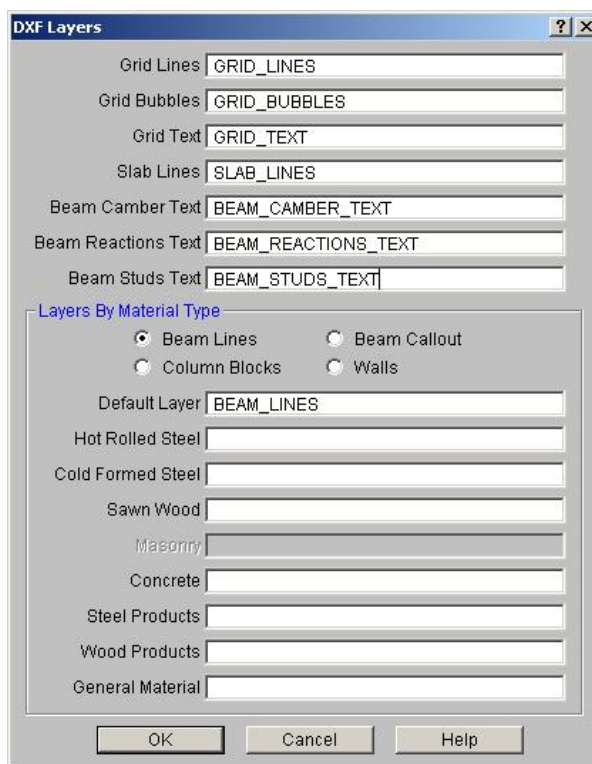 DXF Layers
Grid Lines GRID_LINES
Grid Bubbles GRID_BUBBLES
Grid Text GRID_TEXT
Slab Lines SLAB_LINES
Beam Camber Text BEAM_CAMBER_TEXT
Beam Reactions Text BEAM_REACTIONS_TEXT
Beam Studs Text BEAM_STUDS_TEXT
Layers By Material Type
Beam Lines Beam Callout
Column Blocks Walls
Default Layer BEAM_LINES
Hot Rolled Steel
Cold Formed Steel
Sawn Wood
Masonry
Concrete
Steel Products
Wood Products
General Material
OK Cancel Help